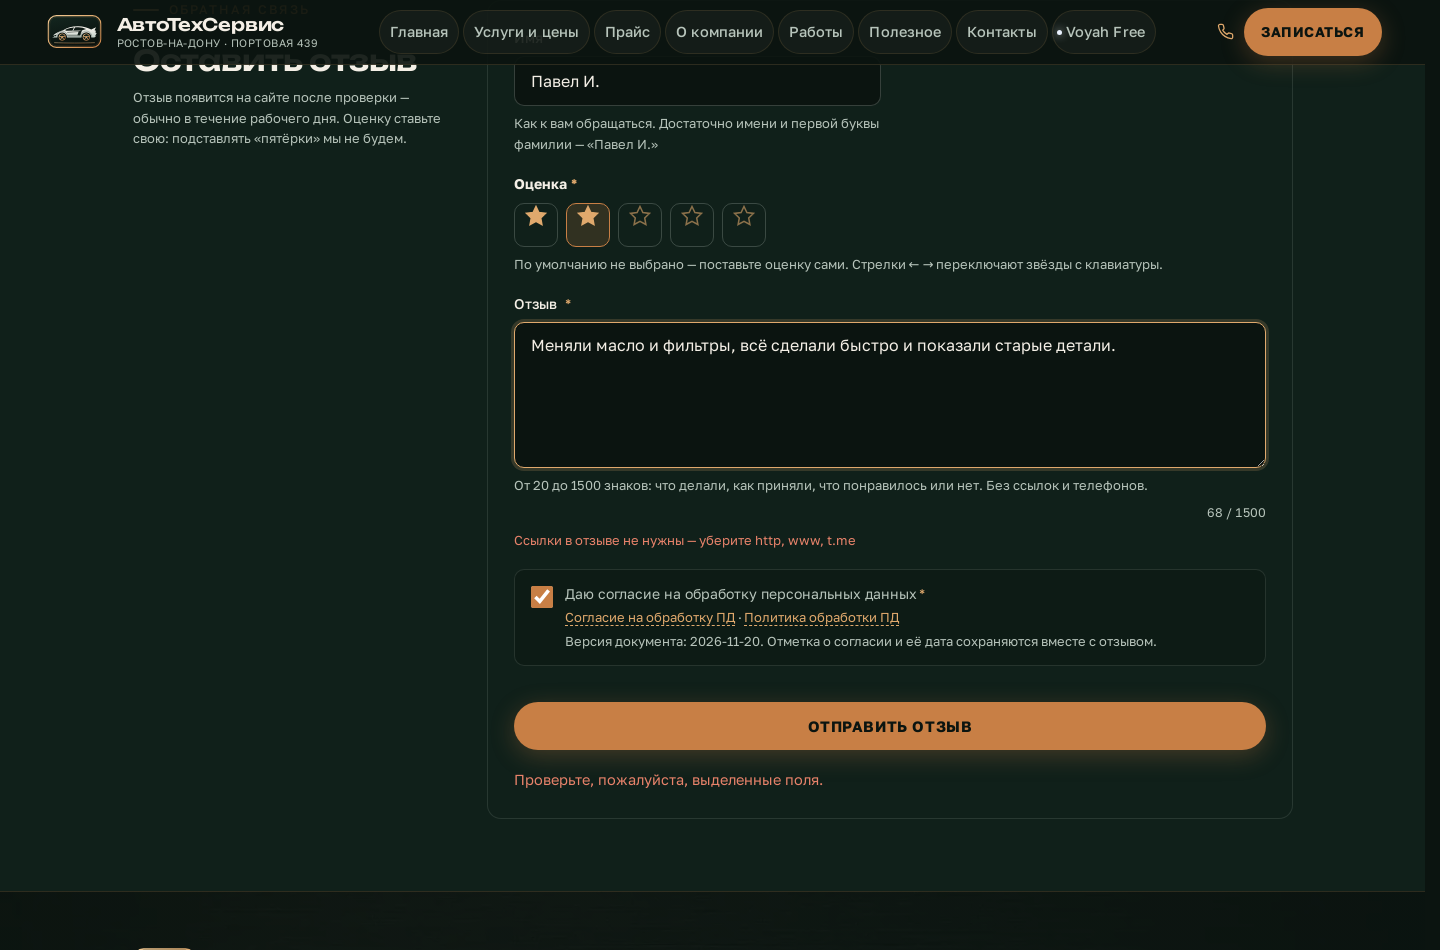 АвтоТехСервис
РОСТОВ-НА-ДОНУ · ПОРТОВАЯ 439
Главная
Услуги и цены
Прайс
О компании
Работы
Полезное
Контакты
Voyah Free
ЗАПИСАТЬСЯ
ОБРАТНАЯ СВЯЗЬ
Оставить отзыв
Отзыв появится на сайте после проверки —
обычно в течение рабочего дня. Оценку ставьте
свою: подставлять «пятёрки» мы не будем.
Павел И.
Как к вам обращаться. Достаточно имени и первой буквы
фамилии — «Павел И.»
Оценка *
По умолчанию не выбрано — поставьте оценку сами. Стрелки ← → переключают звёзды с клавиатуры.
Отзыв *
Меняли масло и фильтры, всё сделали быстро и показали старые детали.
От 20 до 1500 знаков: что делали, как приняли, что понравилось или нет. Без ссылок и телефонов.
68 / 1500
Ссылки в отзыве не нужны — уберите http, www, t.me
Даю согласие на обработку персональных данных *
Согласие на обработку ПД · Политика обработки ПД
Версия документа: 2026-11-20. Отметка о согласии и её дата сохраняются вместе с отзывом.
ОТПРАВИТЬ ОТЗЫВ
Проверьте, пожалуйста, выделенные поля.